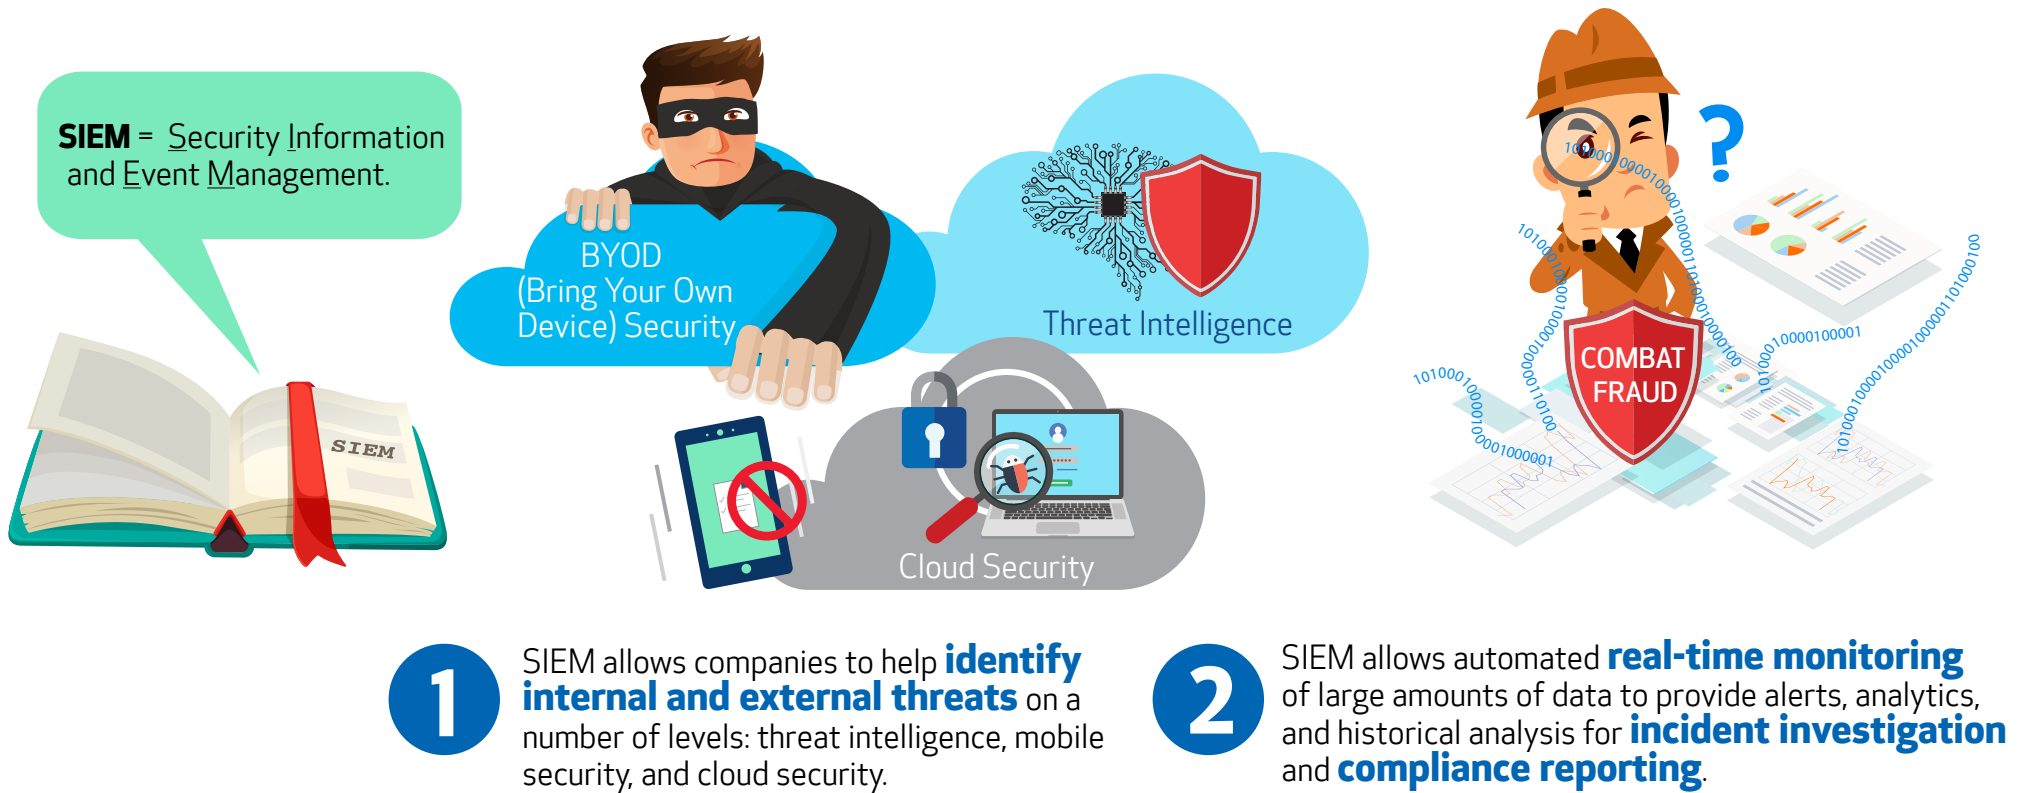 SIEM = Security Information
and Event Management.
SIEM
BYOD
(Bring Your Own
Device) Security
Threat Intelligence
Cloud Security
COMBAT
FRAUD
?
10000100001
1
SIEM allows companies to help identify
internal and external threats on a
number of levels: threat intelligence, mobile
security, and cloud security.
2
SIEM allows automated real-time monitoring
of large amounts of data to provide alerts, analytics,
and historical analysis for incident investigation
and compliance reporting.